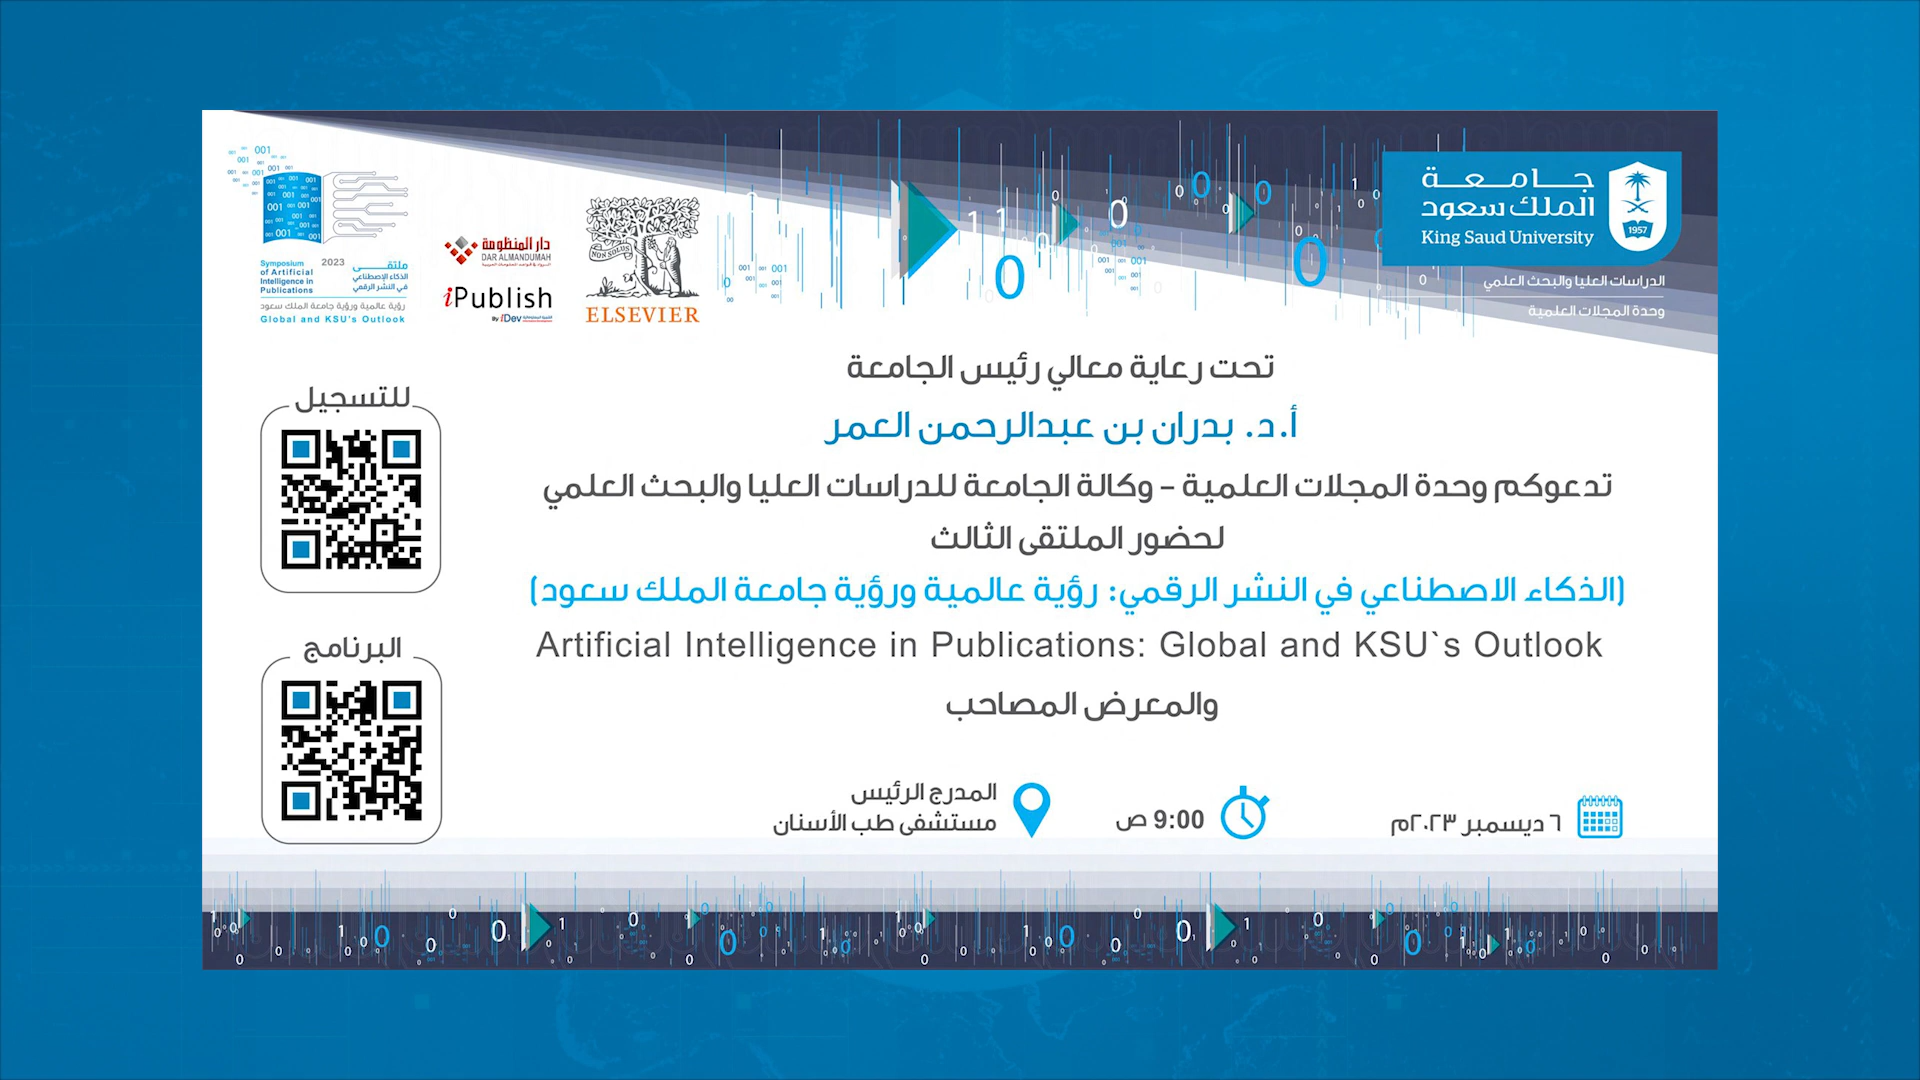 جامعة
الملك سعود
King Saud University
1957
الدراسات العليا والبحث العلمي
وحدة المجلات العلمية
ELSEVIER
NON SOLUS
دار المنظومة
DAR ALMANDUMAH
iPublish
By iDev
Symposium
of Artificial
Intelligence in
Publications
2023
ملتقى
الذكاء الإصطناعي
في النشر الرقمي
رؤية عالمية ورؤية جامعة الملك سعود
Global and KSU's Outlook
تحت رعاية معالي رئيس الجامعة
أ.د. بدران بن عبدالرحمن العمر
تدعوكم وحدة المجلات العلمية - وكالة الجامعة للدراسات العليا والبحث العلمي
لحضور الملتقى الثالث
(الذكاء الاصطناعي في النشر الرقمي: رؤية عالمية ورؤية جامعة الملك سعود)
Artificial Intelligence in Publications: Global and KSU`s Outlook
والمعرض المصاحب
٦ ديسمبر ٢٠٢٣م
9:00 ص
المدرج الرئيس
مستشفى طب الأسنان
للتسجيل
البرنامج